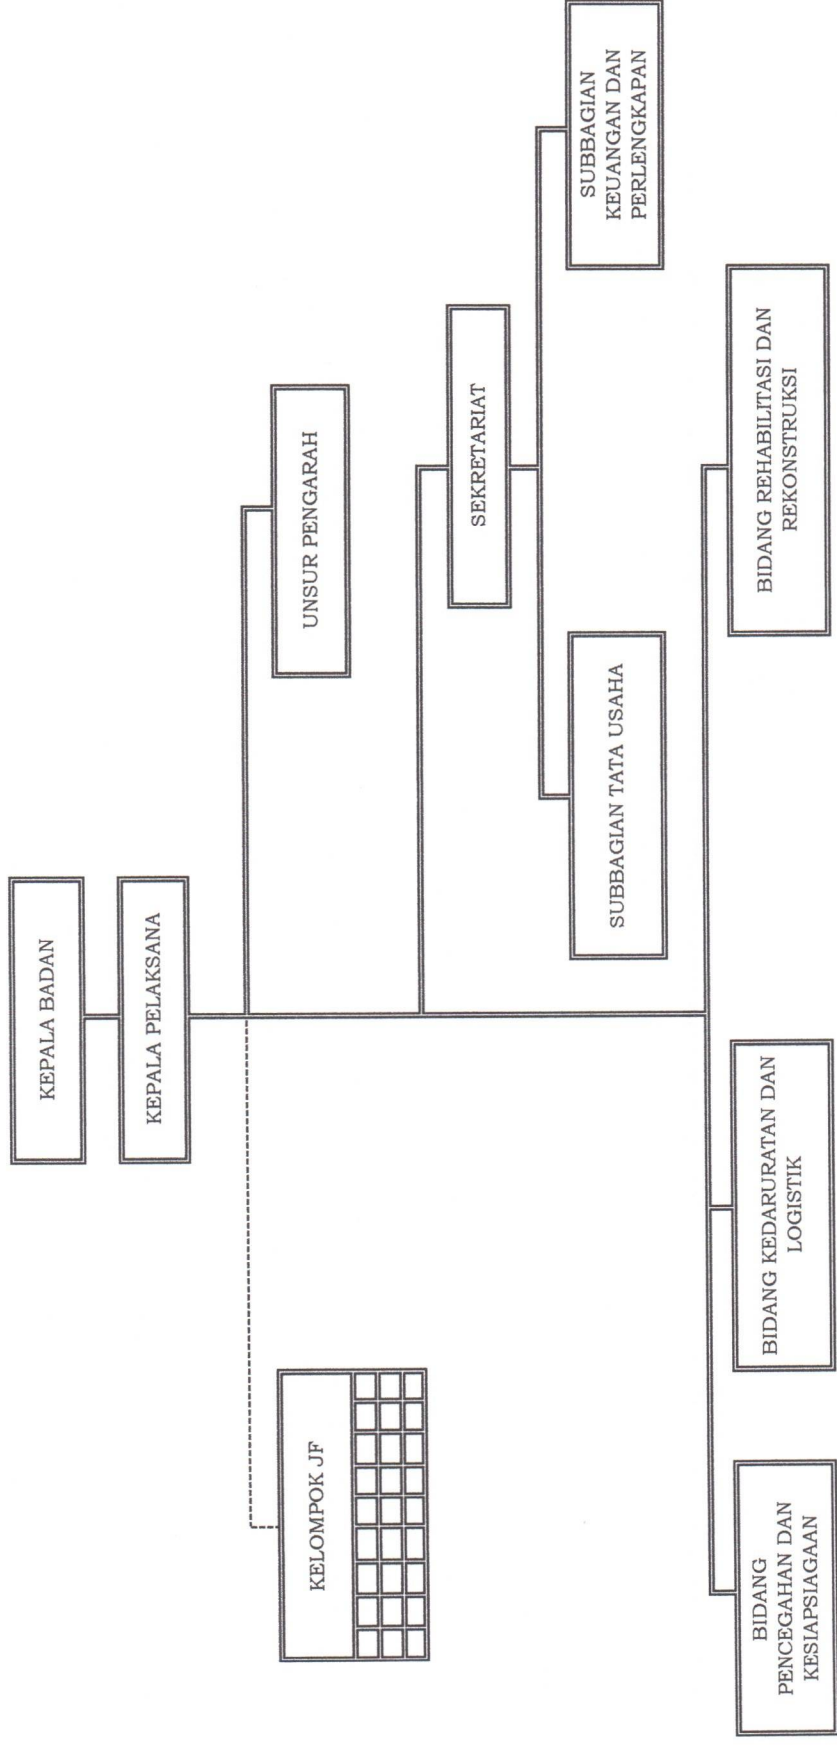 KEPALA BADAN
KEPALA PELAKSANA
KELOMPOK JF
UNSUR PENGARAH
SEKRETARIAT
SUBBAGIAN TATA USAHA
SUBBAGIAN
KEUANGAN DAN
PERLENGKAPAN
BIDANG
PENCEGAHAN DAN
KESIAPSIAGAAN
BIDANG KEDARURATAN DAN
LOGISTIK
BIDANG REHABILITASI DAN
REKONSTRUKSI